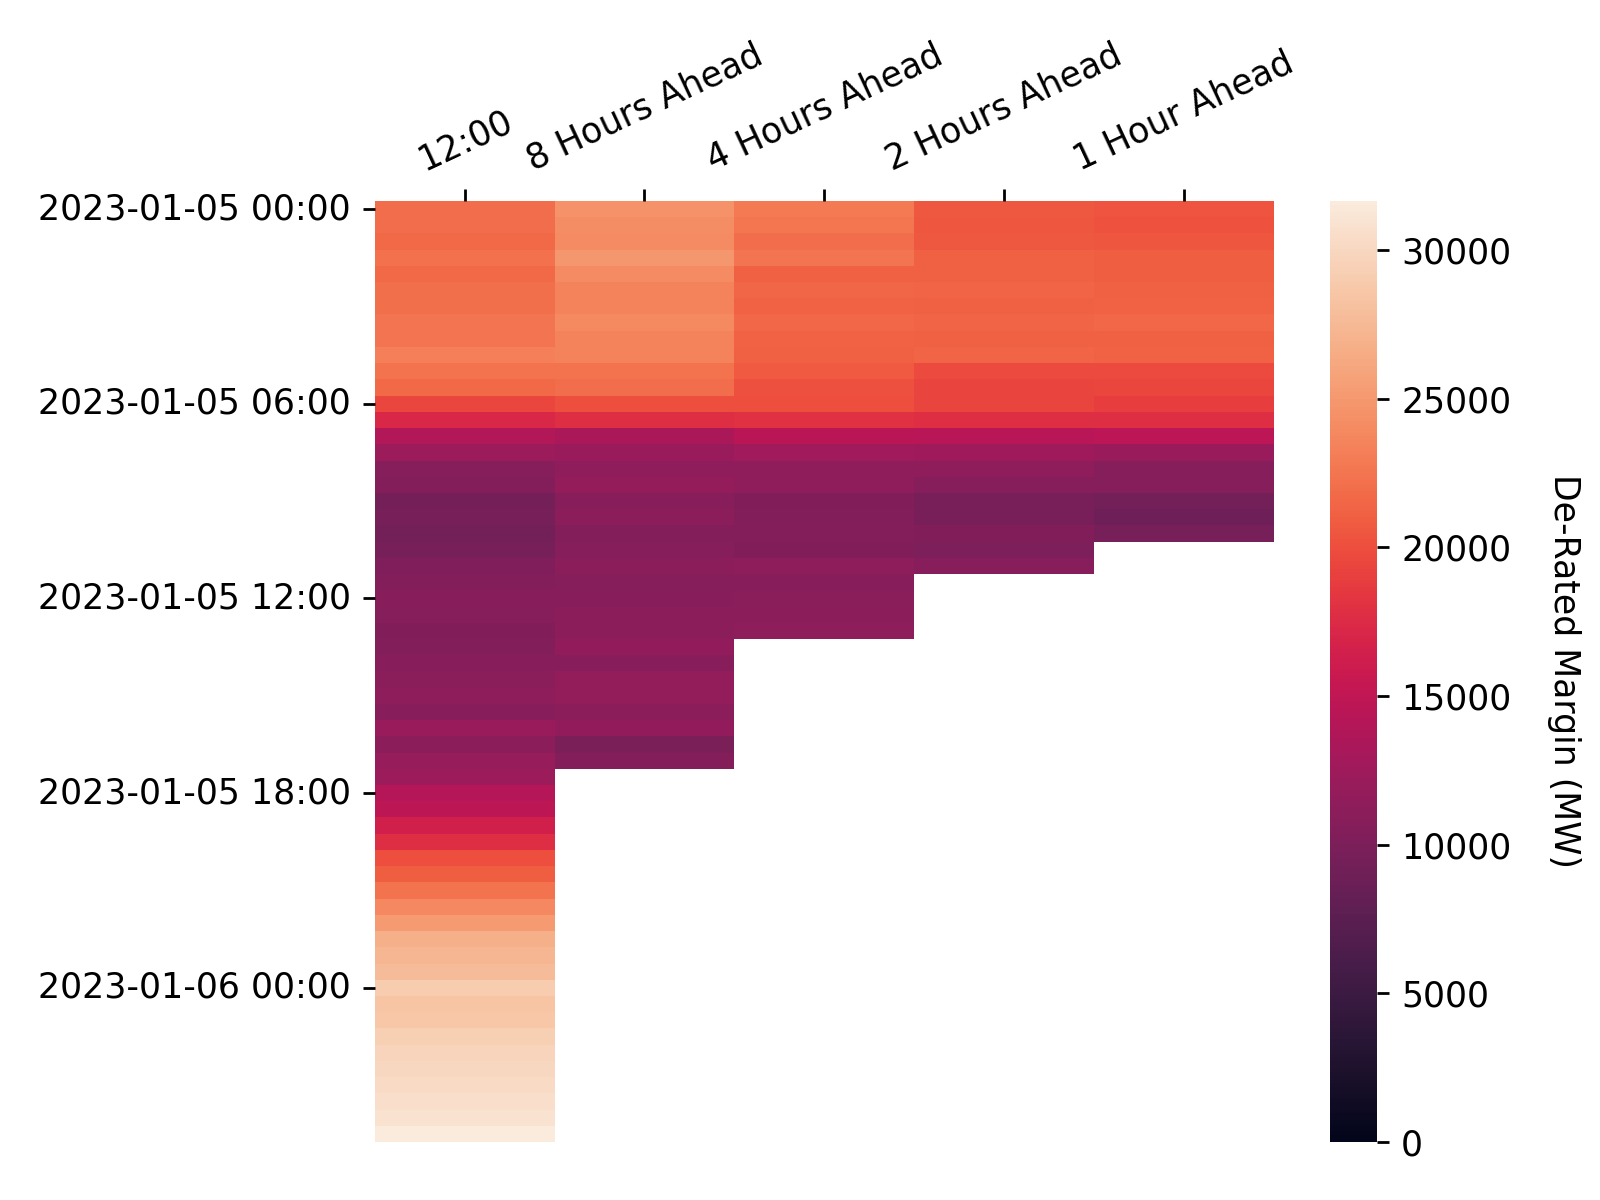 12:00
8 Hours Ahead
4 Hours Ahead
2 Hours Ahead
1 Hour Ahead
2023-01-05 00:00
2023-01-05 06:00
2023-01-05 12:00
2023-01-05 18:00
2023-01-06 00:00
30000
25000
20000
15000
10000
5000
0
De-Rated Margin (MW)